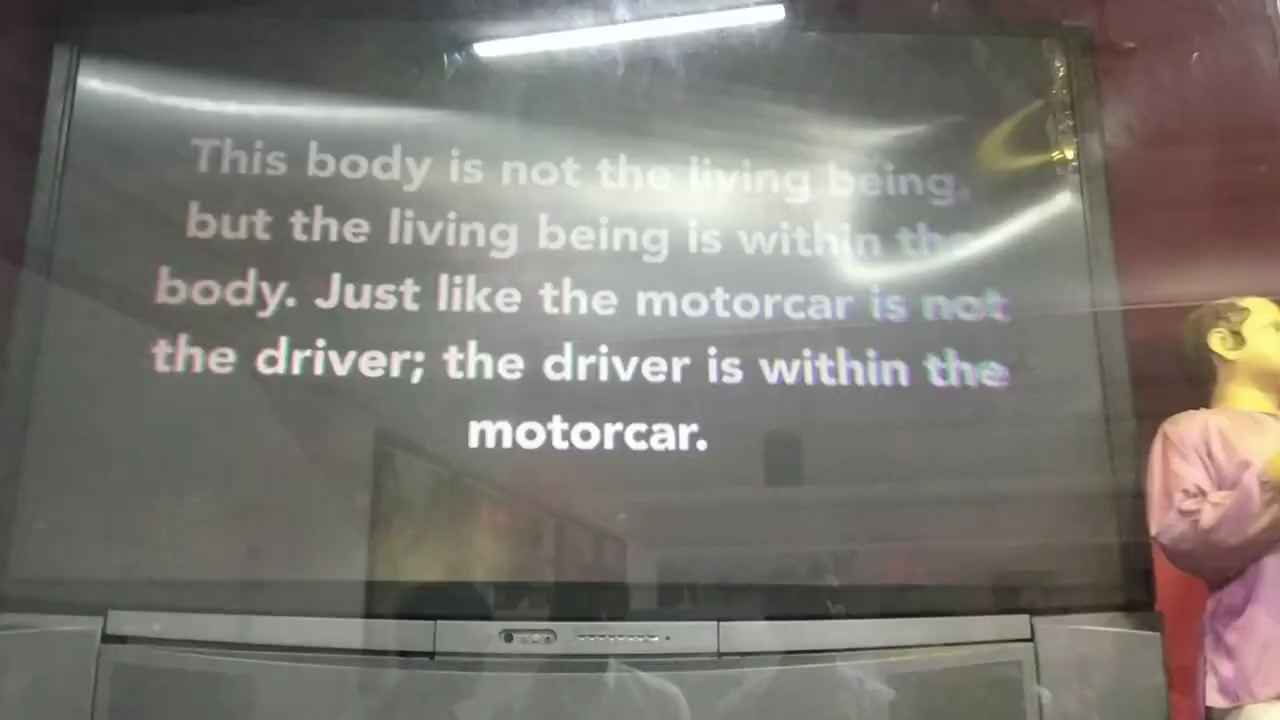 This body is not the living being,
but the living being is within the
body. Just like the motorcar is not
the driver; the driver is within the
motorcar.